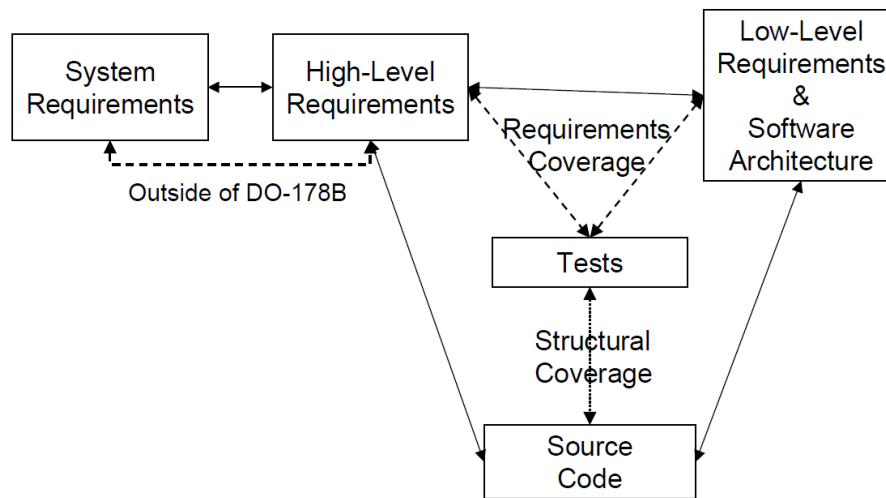 System
Requirements
High-Level
Requirements
Low-Level
Requirements
&
Software
Architecture
Requirements
Coverage
Outside of DO-178B
Tests
Structural
Coverage
Source
Code